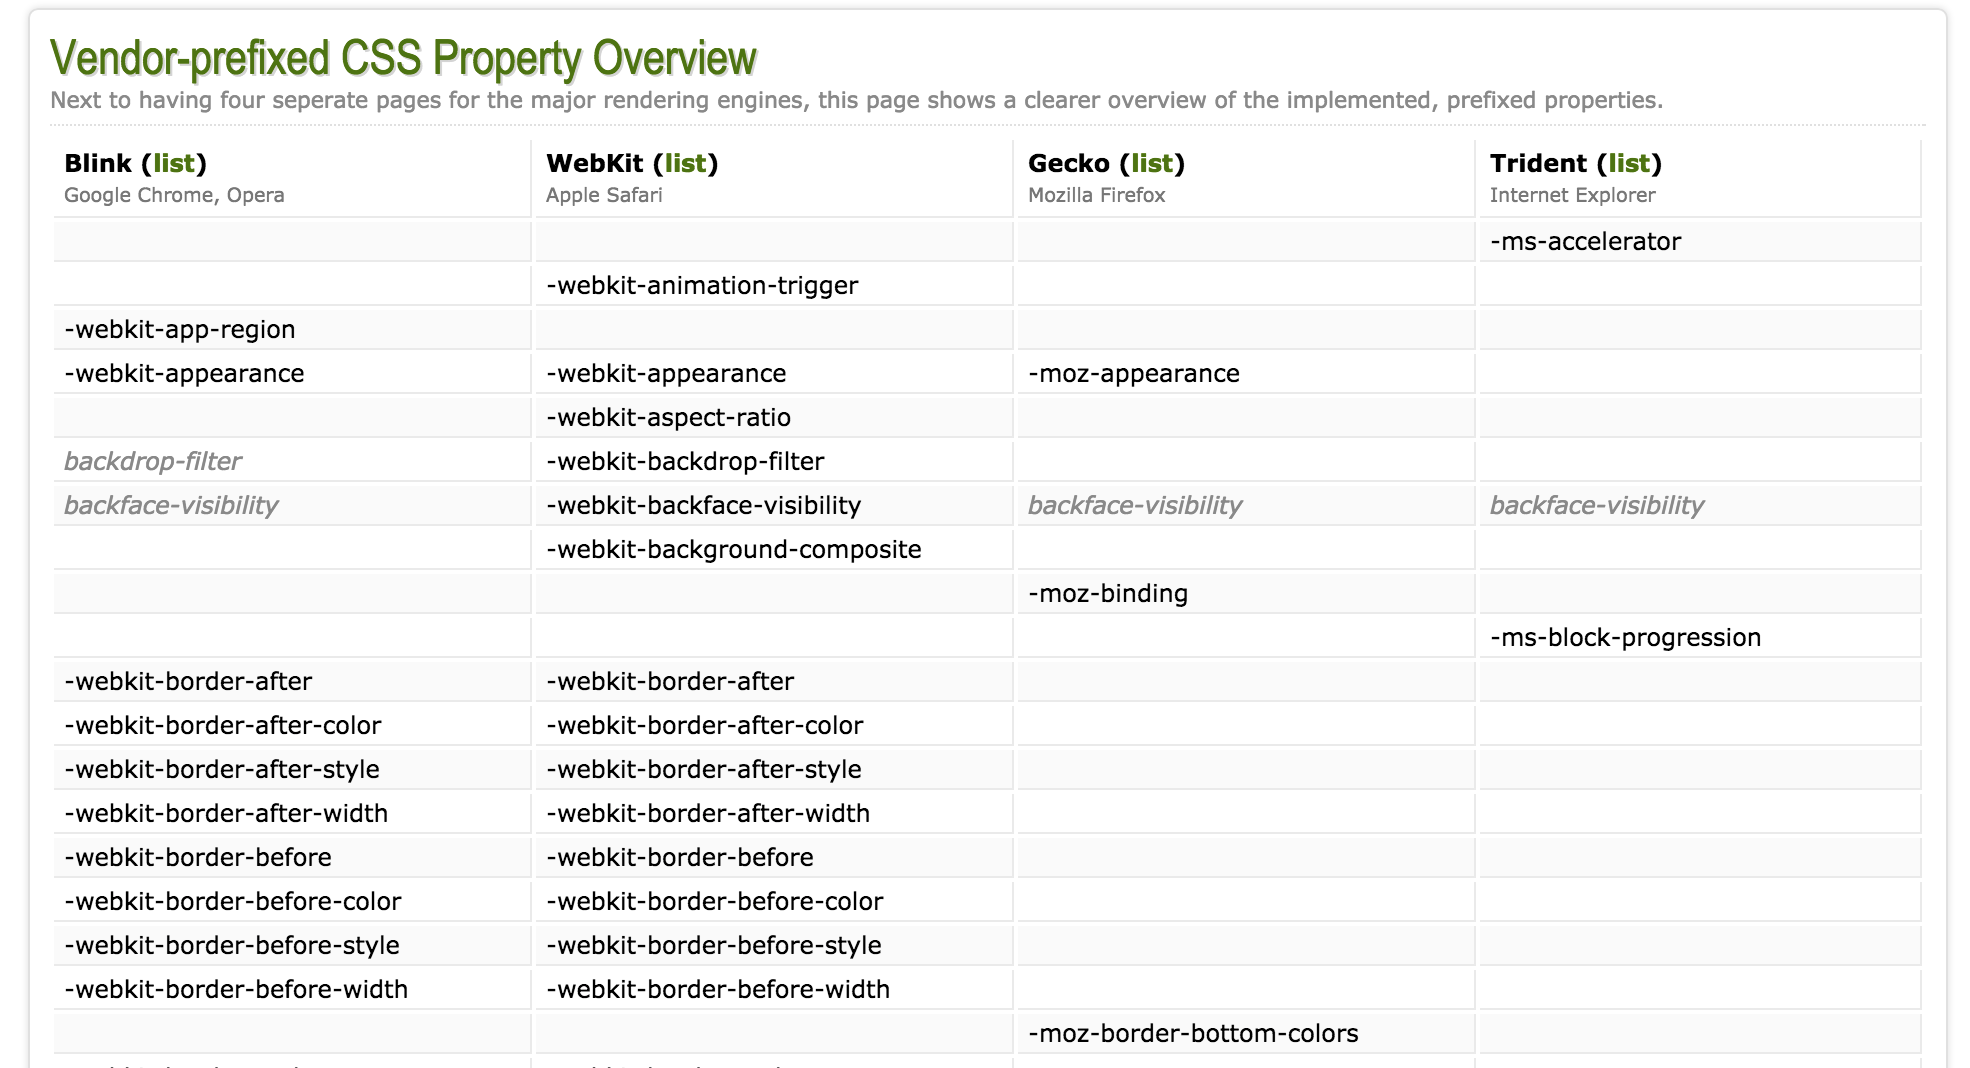 Vendor-prefixed CSS Property Overview
Next to having four seperate pages for the major rendering engines, this page shows a clearer overview of the implemented, prefixed properties.
Blink (list) WebKit (list) Gecko (list) Trident (list)
Google Chrome, Opera Apple Safari Mozilla Firefox Internet Explorer
-ms-accelerator
-webkit-animation-trigger
-webkit-app-region
-webkit-appearance -webkit-appearance -moz-appearance
-webkit-aspect-ratio
backdrop-filter -webkit-backdrop-filter
backface-visibility -webkit-backface-visibility backface-visibility backface-visibility
-webkit-background-composite
-moz-binding
-ms-block-progression
-webkit-border-after -webkit-border-after
-webkit-border-after-color -webkit-border-after-color
-webkit-border-after-style -webkit-border-after-style
-webkit-border-after-width -webkit-border-after-width
-webkit-border-before -webkit-border-before
-webkit-border-before-color -webkit-border-before-color
-webkit-border-before-style -webkit-border-before-style
-webkit-border-before-width -webkit-border-before-width
-moz-border-bottom-colors